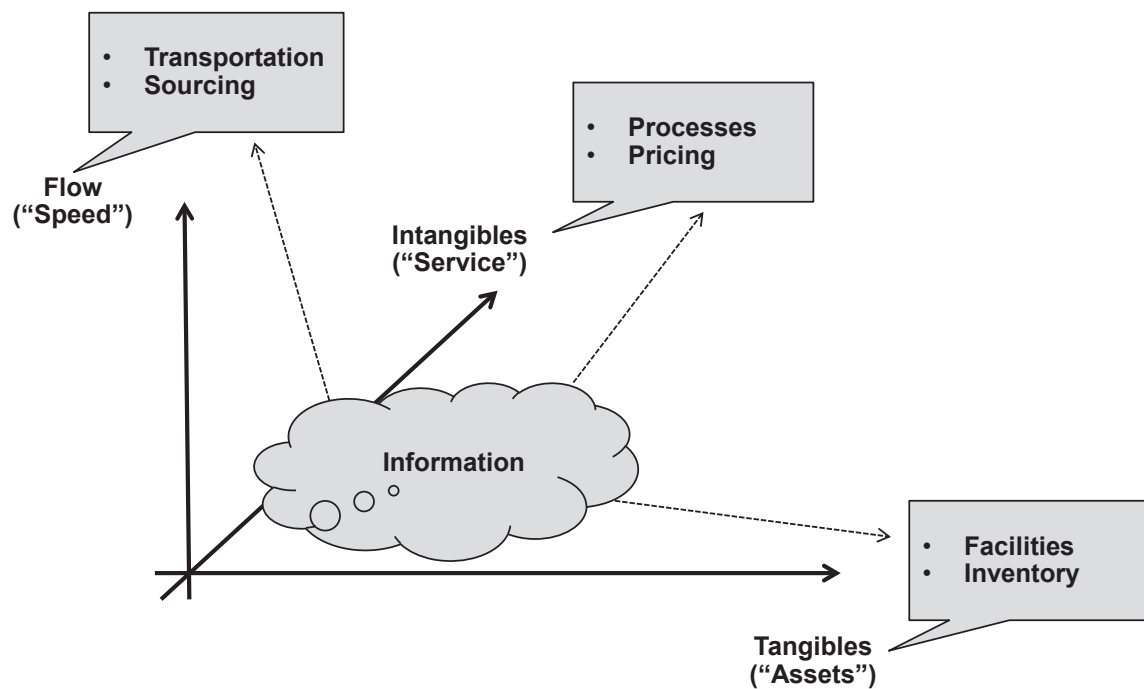 • Transportation
• Sourcing
Flow
(“Speed”)
• Processes
• Pricing
Intangibles
(“Service”)
Information
• Facilities
• Inventory
Tangibles
(“Assets”)